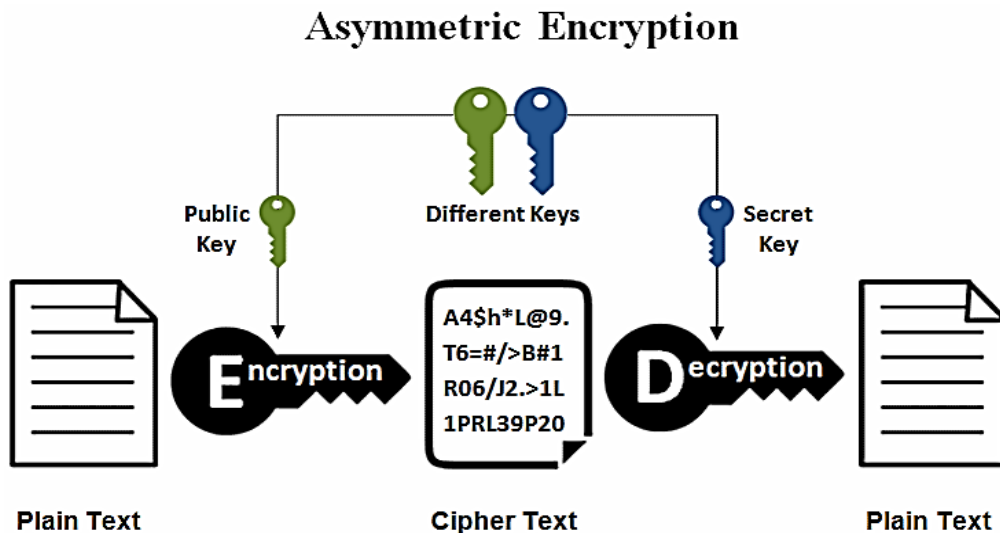 Asymmetric Encryption
Public
Key
Different Keys
Secret
Key
Encryption
A4$h*L@9.
T6=#/>B#1
R06/J2.>1L
1PRL39P20
Decryption
Plain Text
Cipher Text
Plain Text